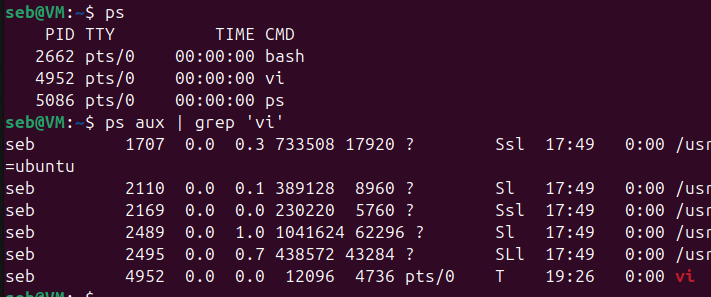 seb@VM:~$ ps
    PID TTY          TIME CMD
   2662 pts/0    00:00:00 bash
   4952 pts/0    00:00:00 vi
   5086 pts/0    00:00:00 ps
seb@VM:~$ ps aux | grep 'vi'
seb         1707  0.0  0.3 733508 17920 ?        Ssl  17:49   0:00 /usr
=ubuntu
seb         2110  0.0  0.1 389128  8960 ?        Sl   17:49   0:00 /usr
seb         2169  0.0  0.0 230220  5760 ?        Ssl  17:49   0:00 /usr
seb         2489  0.0  1.0 1041624 62296 ?       Sl   17:49   0:00 /usr
seb         2495  0.0  0.7 438572 43284 ?        SLl  17:49   0:00 /usr
seb         4952  0.0  0.0  12096  4736 pts/0    T    19:26   0:00 vi